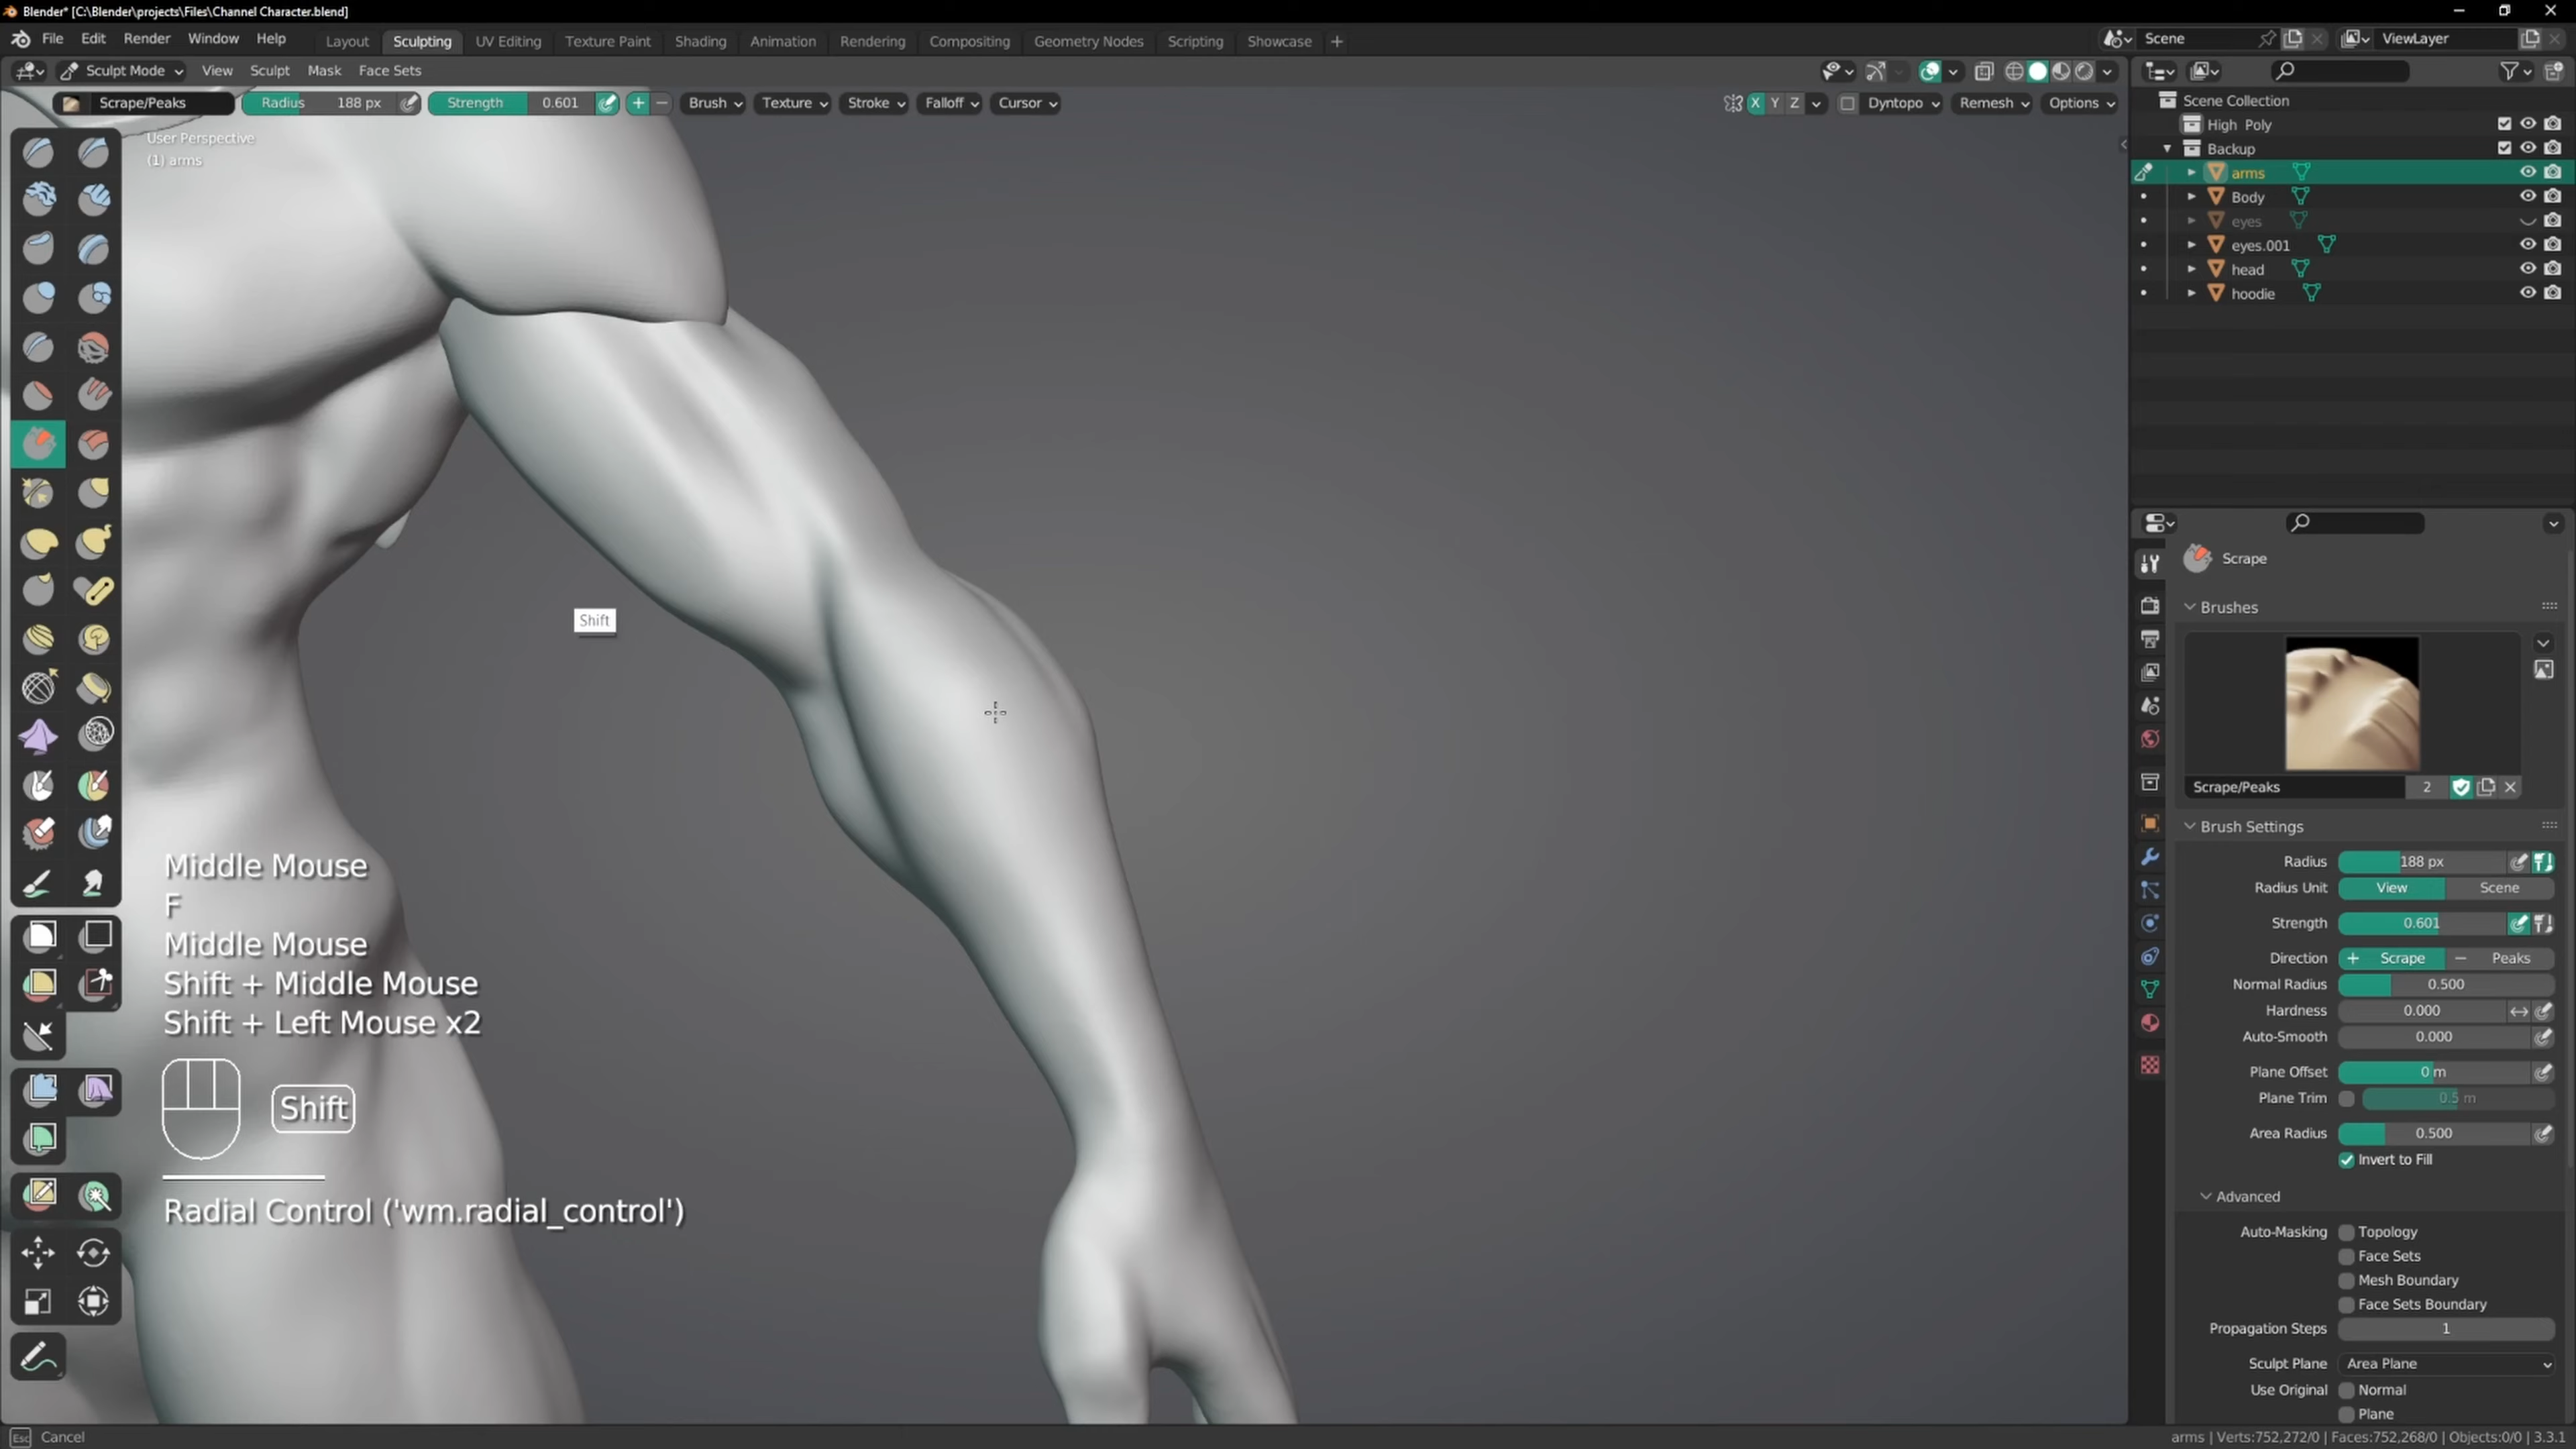 Blender* [C:\Blender\projects\Files\Channel Character.blend]
File Edit Render Window Help Layout Sculpting UV Editing Texture Paint Shading Animation Rendering Compositing Geometry Nodes Scripting Showcase +
Scene ViewLayer
Sculpt Mode View Sculpt Mask Face Sets
Scrape/Peaks Radius 188 px Strength 0.601 + − Brush Texture Stroke Falloff Cursor X Y Z Dyntopo Remesh Options
User Perspective
(1) arms
Scene Collection
High_Poly
Backup
arms
Body
eyes
eyes.001
head
hoodie
Shift
Scrape
Brushes
Scrape/Peaks 2
Brush Settings
Radius 188 px
Radius Unit View Scene
Strength 0.601
Direction + Scrape − Peaks
Normal Radius 0.500
Hardness 0.000
Auto-Smooth 0.000
Plane Offset 0 m
Plane Trim 0.5 m
Area Radius 0.500
Invert to Fill
Advanced
Auto-Masking Topology
Face Sets
Mesh Boundary
Face Sets Boundary
Propagation Steps 1
Sculpt Plane Area Plane
Use Original Normal
Plane
Middle Mouse
F
Middle Mouse
Shift + Middle Mouse
Shift + Left Mouse x2
Shift
Radial Control ('wm.radial_control')
Esc Cancel
arms | Verts:752,272/0 | Faces:752,268/0 | Objects:0/0 | 3.3.1